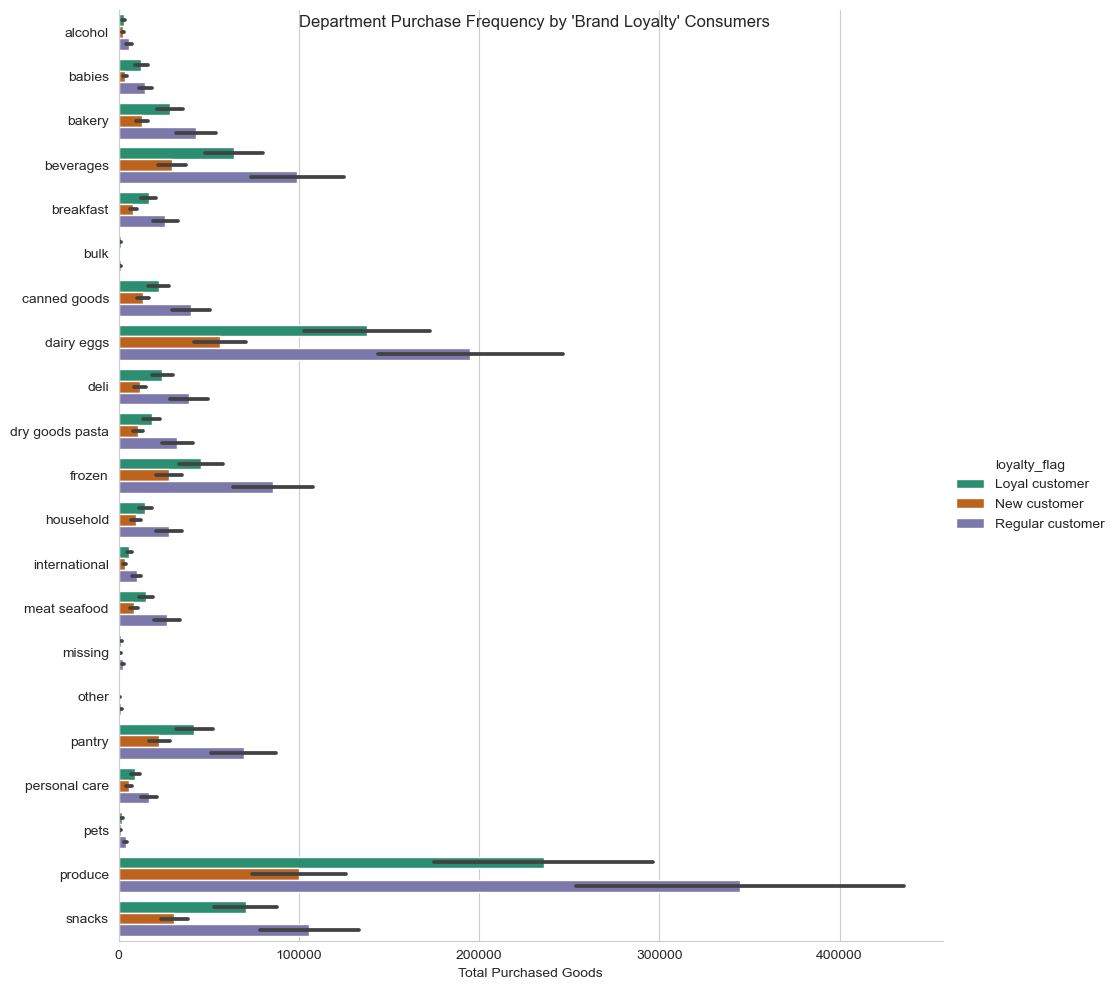 Department Purchase Frequency by 'Brand Loyalty' Consumers
alcohol
babies
bakery
beverages
breakfast
bulk
canned goods
dairy eggs
deli
dry goods pasta
frozen
household
international
meat seafood
missing
other
pantry
personal care
pets
produce
snacks
0 100000 200000 300000 400000
Total Purchased Goods
loyalty_flag
Loyal customer
New customer
Regular customer